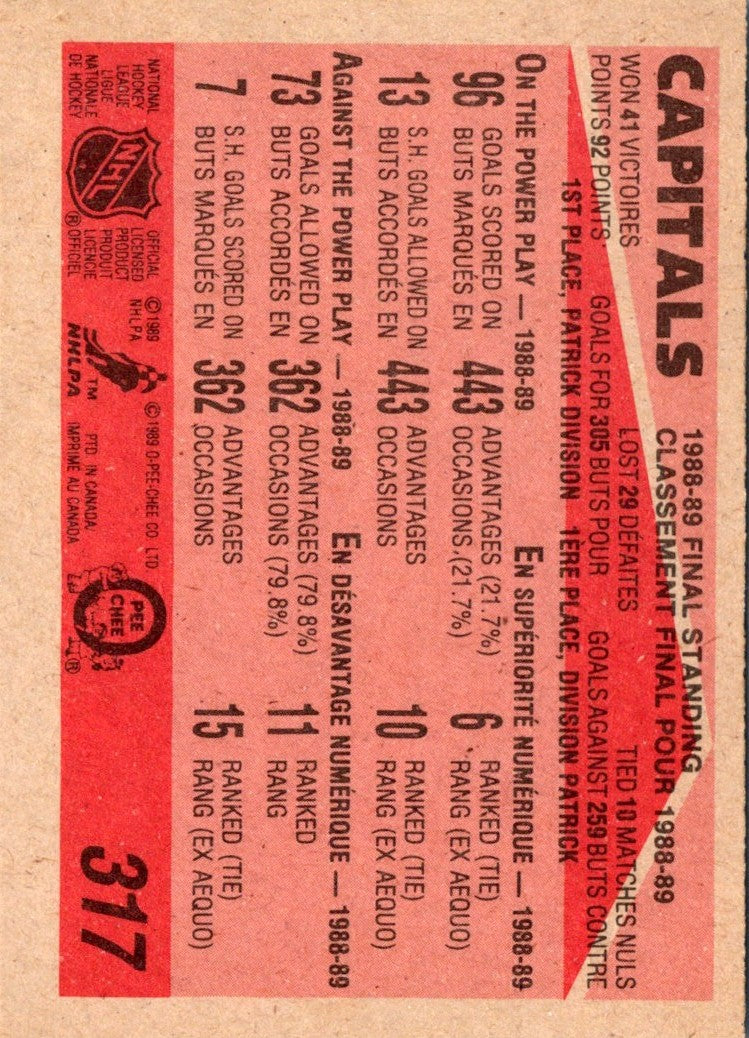 CAPITALS
1988-89 FINAL STANDING
CLASSEMENT FINAL POUR 1988-89
WON 41 VICTOIRES LOST 29 DÉFAITES TIED 10 MATCHES NULS
POINTS 92 POINTS GOALS FOR 305 BUTS POUR GOALS AGAINST 259 BUTS CONTRE
1ST PLACE, PATRICK DIVISION 1ÈRE PLACE, DIVISION PATRICK
ON THE POWER PLAY — 1988-89 EN SUPÉRIORITÉ NUMÉRIQUE — 1988-89
96 GOALS SCORED ON 443 ADVANTAGES (21.7%) 6 RANKED (TIE)
BUTS MARQUÉS EN OCCASIONS (21.7%) RANG (EX AEQUO)
13 S.H. GOALS ALLOWED ON 443 ADVANTAGES 10 RANKED (TIE)
BUTS ACCORDÉS EN OCCASIONS RANG (EX AEQUO)
AGAINST THE POWER PLAY — 1988-89 EN DÉSAVANTAGE NUMÉRIQUE — 1988-89
73 GOALS ALLOWED ON 362 ADVANTAGES (79.8%) 11 RANKED
BUTS ACCORDÉS EN OCCASIONS (79.8%) RANG
7 S.H. GOALS SCORED ON 362 ADVANTAGES 15 RANKED (TIE)
BUTS MARQUÉS EN OCCASIONS RANG (EX AEQUO)
NATIONAL
HOCKEY
LEAGUE
LIGUE
NATIONALE
DE HOCKEY
NHL
®
OFFICIAL
LICENSED
PRODUCT
PRODUIT
LICENCIE
OFFICIEL
© 1989
NHLPA
TM
NHLPA
© 1989 O-PEE-CHEE CO. LTD
PTD. IN CANADA
IMPRIMÉ AU CANADA
O PEE CHEE
®
317